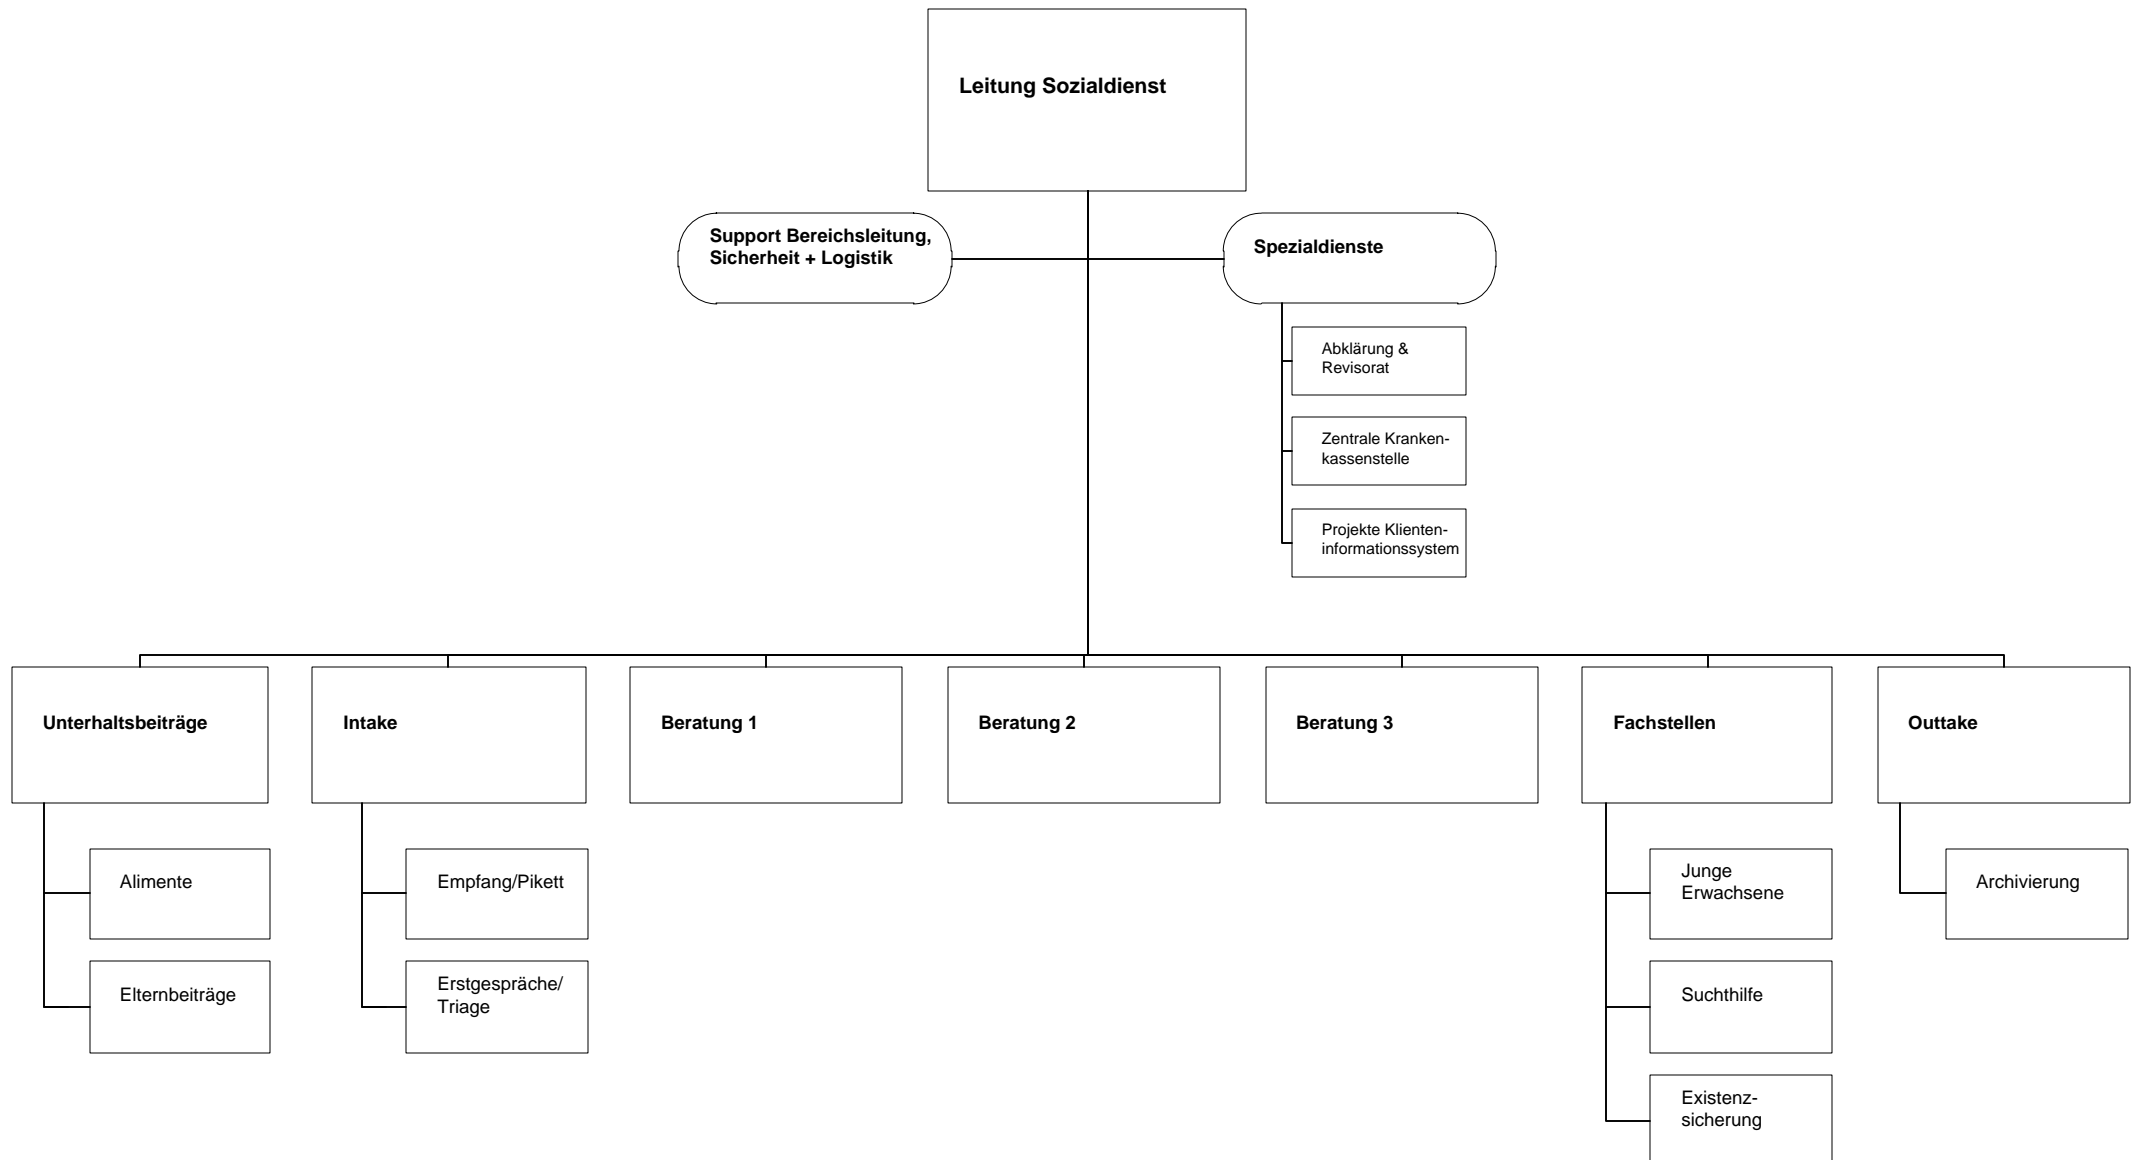 Leitung Sozialdienst
Support Bereichsleitung,
Sicherheit + Logistik
Spezialdienste
Abklärung &
Revisorat
Zentrale Kranken-
kassenstelle
Projekte Klienten-
informationssystem
Unterhaltsbeiträge
Intake
Beratung 1
Beratung 2
Beratung 3
Fachstellen
Outtake
Alimente
Elternbeiträge
Empfang/Pikett
Erstgespräche/
Triage
Junge
Erwachsene
Suchthilfe
Existenz-
sicherung
Archivierung